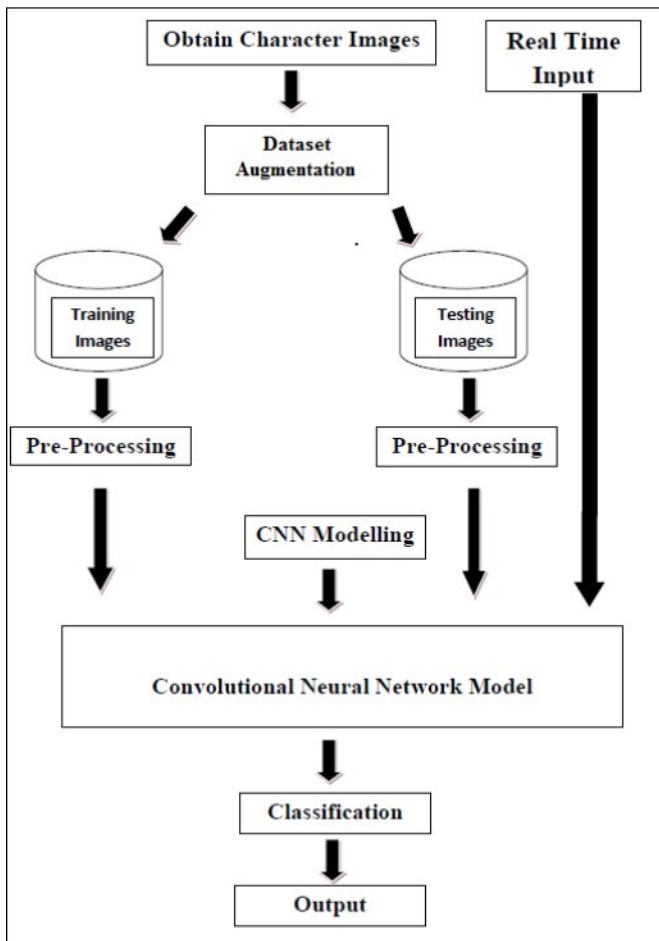 Obtain Character Images
Real Time
Input
Dataset
Augmentation
Training
Images
Testing
Images
Pre-Processing
Pre-Processing
CNN Modelling
Convolutional Neural Network Model
Classification
Output